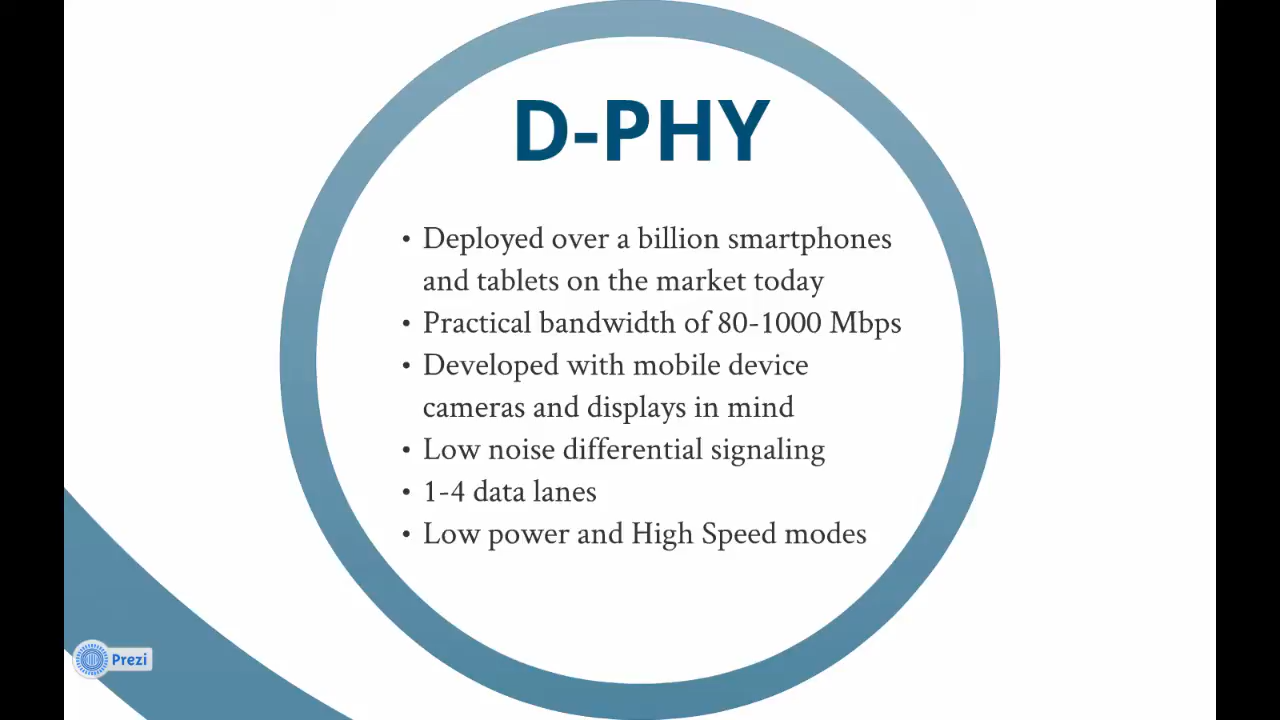 D-PHY
• Deployed over a billion smartphones
and tablets on the market today
• Practical bandwidth of 80-1000 Mbps
• Developed with mobile device
cameras and displays in mind
• Low noise differential signaling
• 1-4 data lanes
• Low power and High Speed modes
Prezi